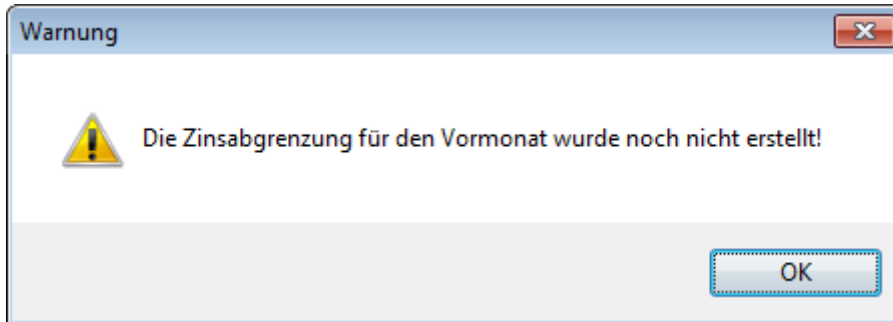 Warnung
Die Zinsabgrenzung für den Vormonat wurde noch nicht erstellt!
OK